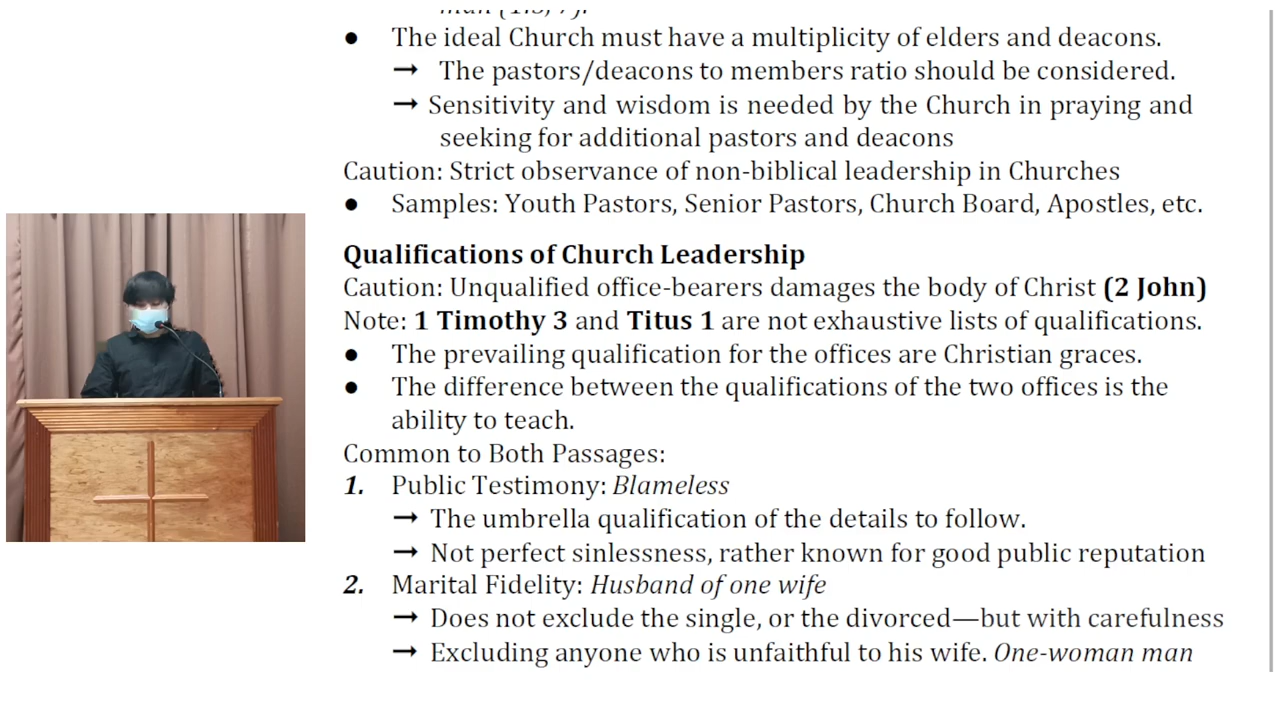 ● The ideal Church must have a multiplicity of elders and deacons.
→ The pastors/deacons to members ratio should be considered.
→ Sensitivity and wisdom is needed by the Church in praying and
seeking for additional pastors and deacons
Caution: Strict observance of non-biblical leadership in Churches
● Samples: Youth Pastors, Senior Pastors, Church Board, Apostles, etc.
Qualifications of Church Leadership
Caution: Unqualified office-bearers damages the body of Christ (2 John)
Note: 1 Timothy 3 and Titus 1 are not exhaustive lists of qualifications.
● The prevailing qualification for the offices are Christian graces.
● The difference between the qualifications of the two offices is the
ability to teach.
Common to Both Passages:
1. Public Testimony: Blameless
→ The umbrella qualification of the details to follow.
→ Not perfect sinlessness, rather known for good public reputation
2. Marital Fidelity: Husband of one wife
→ Does not exclude the single, or the divorced—but with carefulness
→ Excluding anyone who is unfaithful to his wife. One-woman man